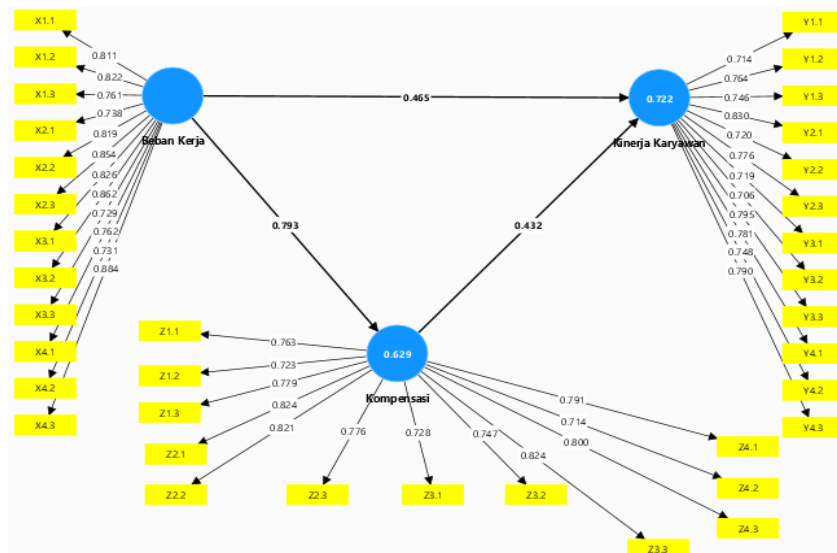 X1.1
X1.2
X1.3
X2.1
X2.2
X2.3
X3.1
X3.2
X3.3
X4.1
X4.2
X4.3
0.811
0.822
0.761
0.738
0.819
0.854
0.826
0.862
0.729
0.762
0.731
0.884
Beban Kerja
0.465
0.793
0.432
0.722
Kinerja Karyawan
0.714
0.764
0.746
0.830
0.720
0.776
0.719
0.706
0.795
0.781
0.748
0.790
Y1.1
Y1.2
Y1.3
Y2.1
Y2.2
Y2.3
Y3.1
Y3.2
Y3.3
Y4.1
Y4.2
Y4.3
0.629
Kompensasi
Z1.1
Z1.2
Z1.3
Z2.1
Z2.2
Z2.3
Z3.1
Z3.2
Z3.3
Z4.1
Z4.2
Z4.3
0.763
0.723
0.779
0.824
0.821
0.776
0.728
0.747
0.824
0.791
0.714
0.800